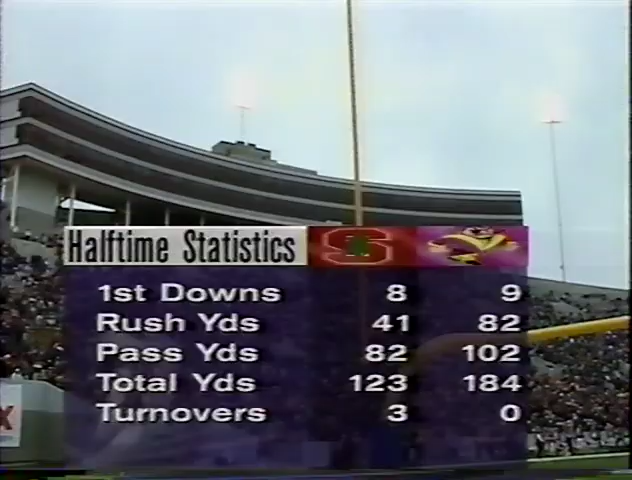 Halftime Statistics S
1st Downs 8 9
Rush Yds 41 82
Pass Yds 82 102
Total Yds 123 184
Turnovers 3 0
X